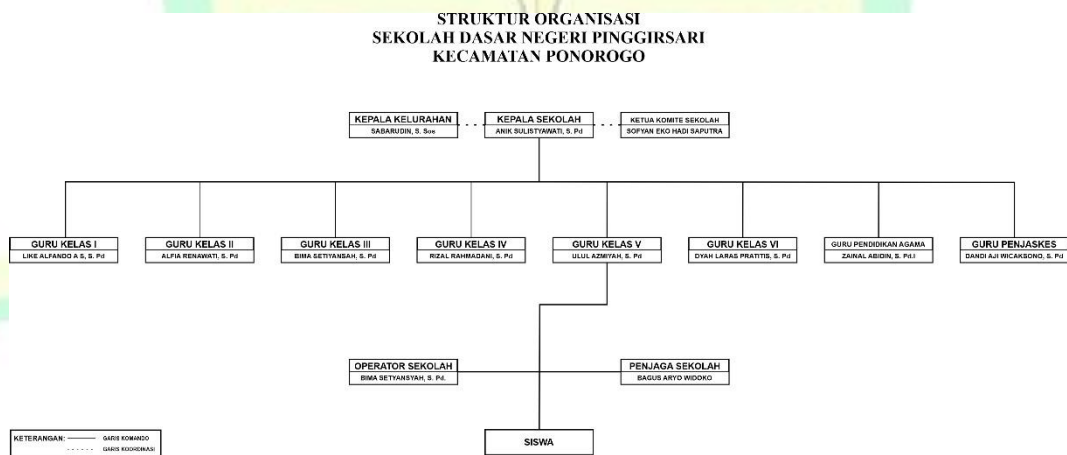 STRUKTUR ORGANISASI
SEKOLAH DASAR NEGERI PINGGIRSARI
KECAMATAN PONOROGO
KEPALA KELURAHAN
SABARUDIN, S. Sos
KEPALA SEKOLAH
ANIK SULISTYAWATI, S. Pd
KETUA KOMITE SEKOLAH
SOFYAN EKO HADI SAPUTRA
GURU KELAS I
LIKE ALFANDO A S, S. Pd
GURU KELAS II
ALFIA RENAWATI, S. Pd
GURU KELAS III
BIMA SETIYANSAH, S. Pd
GURU KELAS IV
RIZAL RAHMADANI, S. Pd
GURU KELAS V
ULUL AZMIYAH, S. Pd
GURU KELAS VI
DYAH LARAS PRATITIS, S. Pd
GURU PENDIDIKAN AGAMA
ZAINAL ABIDIN, S. Pd.I
GURU PENJASKES
DANDI AJI WICAKSONO, S. Pd
OPERATOR SEKOLAH
BIMA SETYANSYAH, S. Pd.
PENJAGA SEKOLAH
BAGUS ARYO WIDOKO
SISWA
KETERANGAN: GARIS KOMANDO
GARIS KOORDINASI